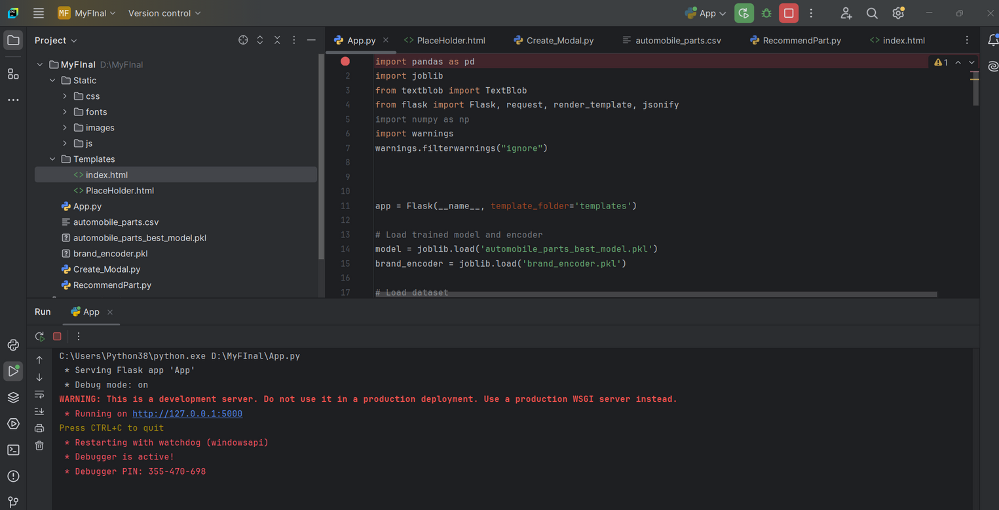 PC MF MyFInal Version control App
Project
App.py PlaceHolder.html Create_Modal.py automobile_parts.csv RecommendPart.py index.html
MyFInal D:\MyFInal
Static
css
fonts
images
js
Templates
index.html
PlaceHolder.html
App.py
automobile_parts.csv
automobile_parts_best_model.pkl
brand_encoder.pkl
Create_Modal.py
RecommendPart.py
import pandas as pd
1
2 import joblib
3 from textblob import TextBlob
4 from flask import Flask, request, render_template, jsonify
5 import numpy as np
6 import warnings
7 warnings.filterwarnings("ignore")
8
9
10
11 app = Flask(__name__, template_folder='templates')
12
13 # Load trained model and encoder
14 model = joblib.load('automobile_parts_best_model.pkl')
15 brand_encoder = joblib.load('brand_encoder.pkl')
16
17 # Load dataset
Run App
C:\Users\Python38\python.exe D:\MyFInal\App.py
* Serving Flask app 'App'
* Debug mode: on
WARNING: This is a development server. Do not use it in a production deployment. Use a production WSGI server instead.
* Running on http://127.0.0.1:5000
Press CTRL+C to quit
* Restarting with watchdog (windowsapi)
* Debugger is active!
* Debugger PIN: 355-470-698